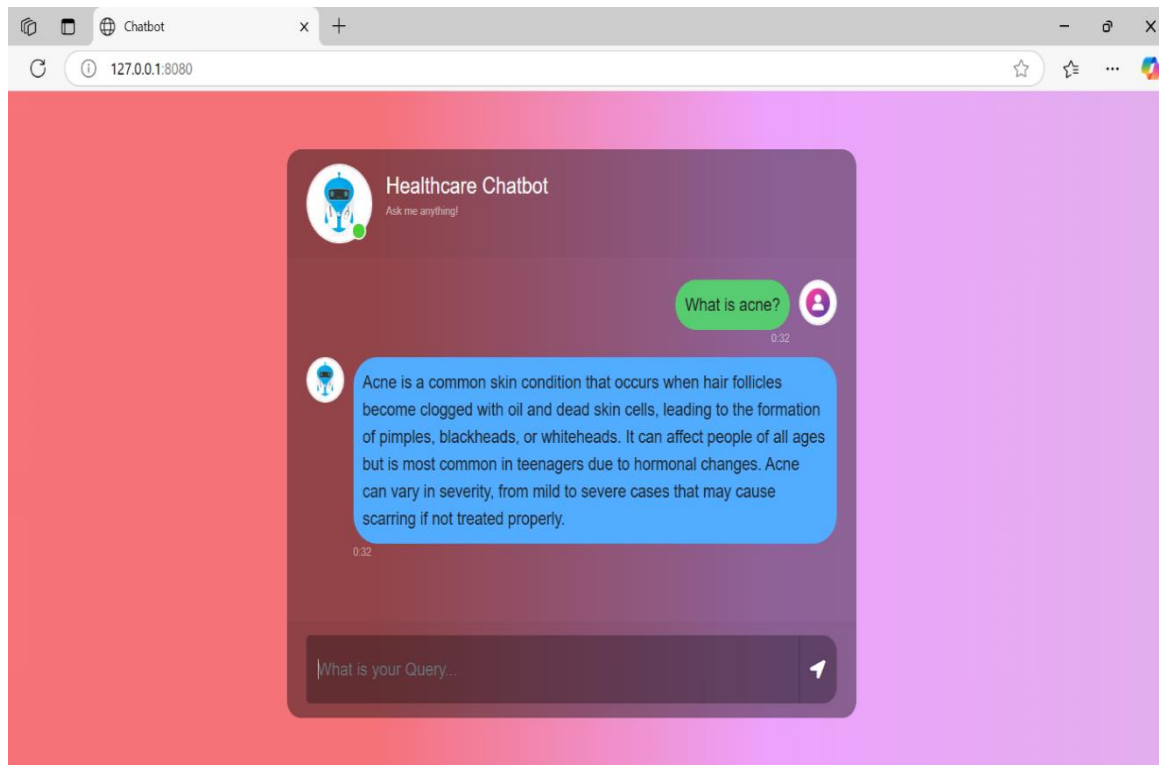 Chatbot
127.0.0.1:8080
Healthcare Chatbot
Ask me anything!
What is acne?
0:32
Acne is a common skin condition that occurs when hair follicles
become clogged with oil and dead skin cells, leading to the formation
of pimples, blackheads, or whiteheads. It can affect people of all ages
but is most common in teenagers due to hormonal changes. Acne
can vary in severity, from mild to severe cases that may cause
scarring if not treated properly.
0:32
What is your Query...